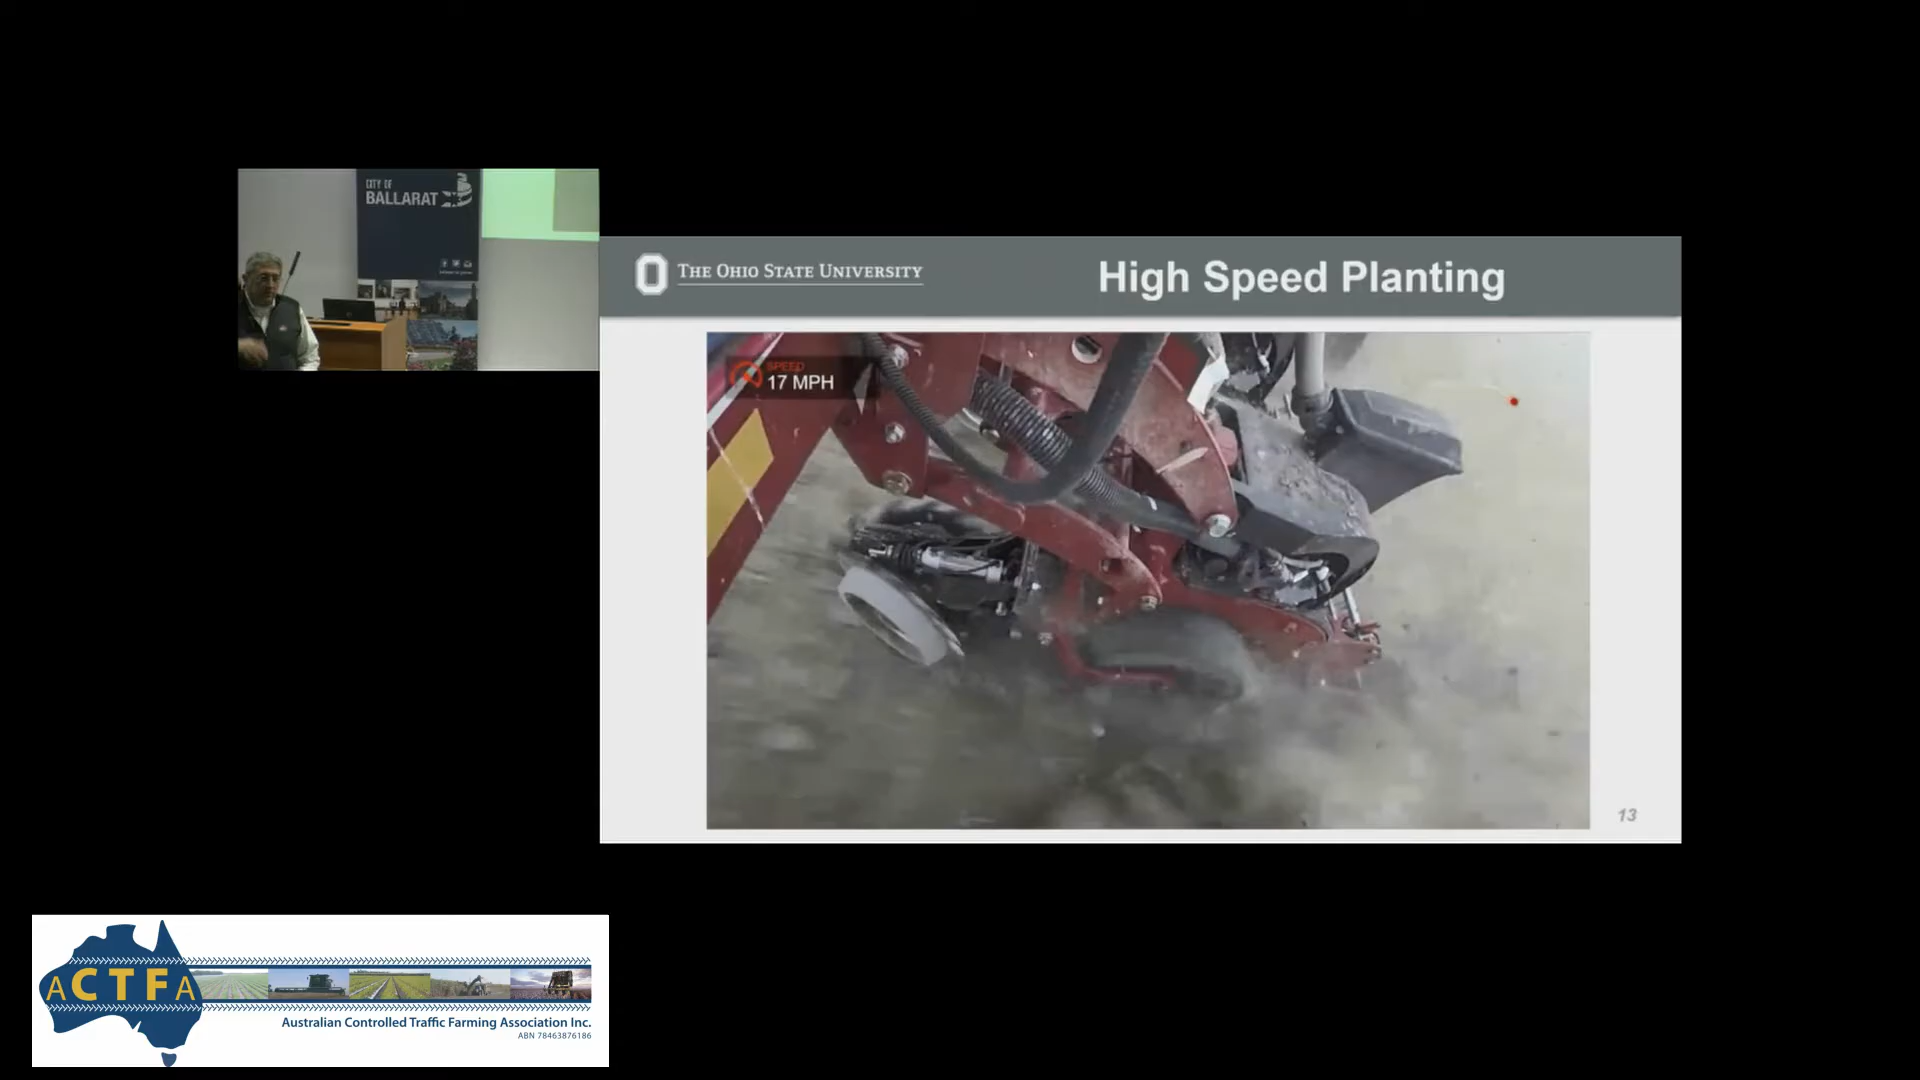 CITY OF
BALLARAT
THE OHIO STATE UNIVERSITY
High Speed Planting
SPEED
17 MPH
13
ACTFA
Australian Controlled Traffic Farming Association Inc.
ABN 78463876186